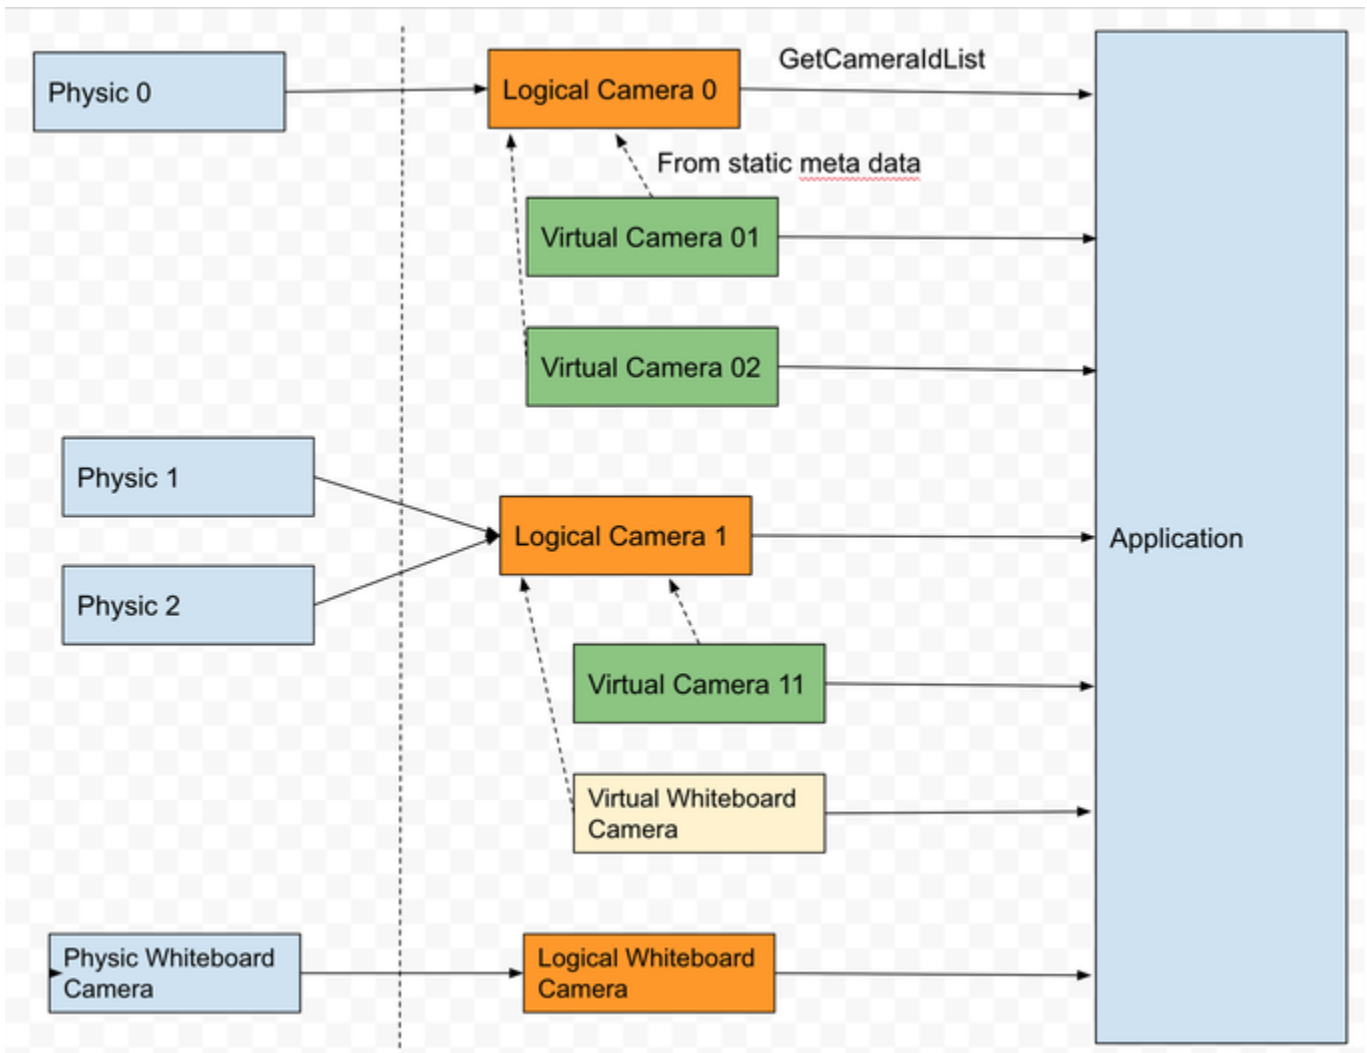 GetCameraIdList
Physic 0
Logical Camera 0
From static meta data
Virtual Camera 01
Virtual Camera 02
Physic 1
Logical Camera 1
Application
Physic 2
Virtual Camera 11
Virtual Whiteboard
Camera
Physic Whiteboard
Camera
Logical Whiteboard
Camera